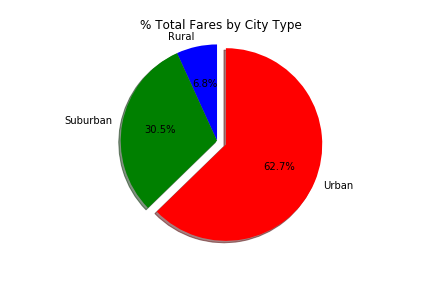 % Total Fares by City Type
Rural
6.8%
Suburban
30.5%
62.7%
Urban